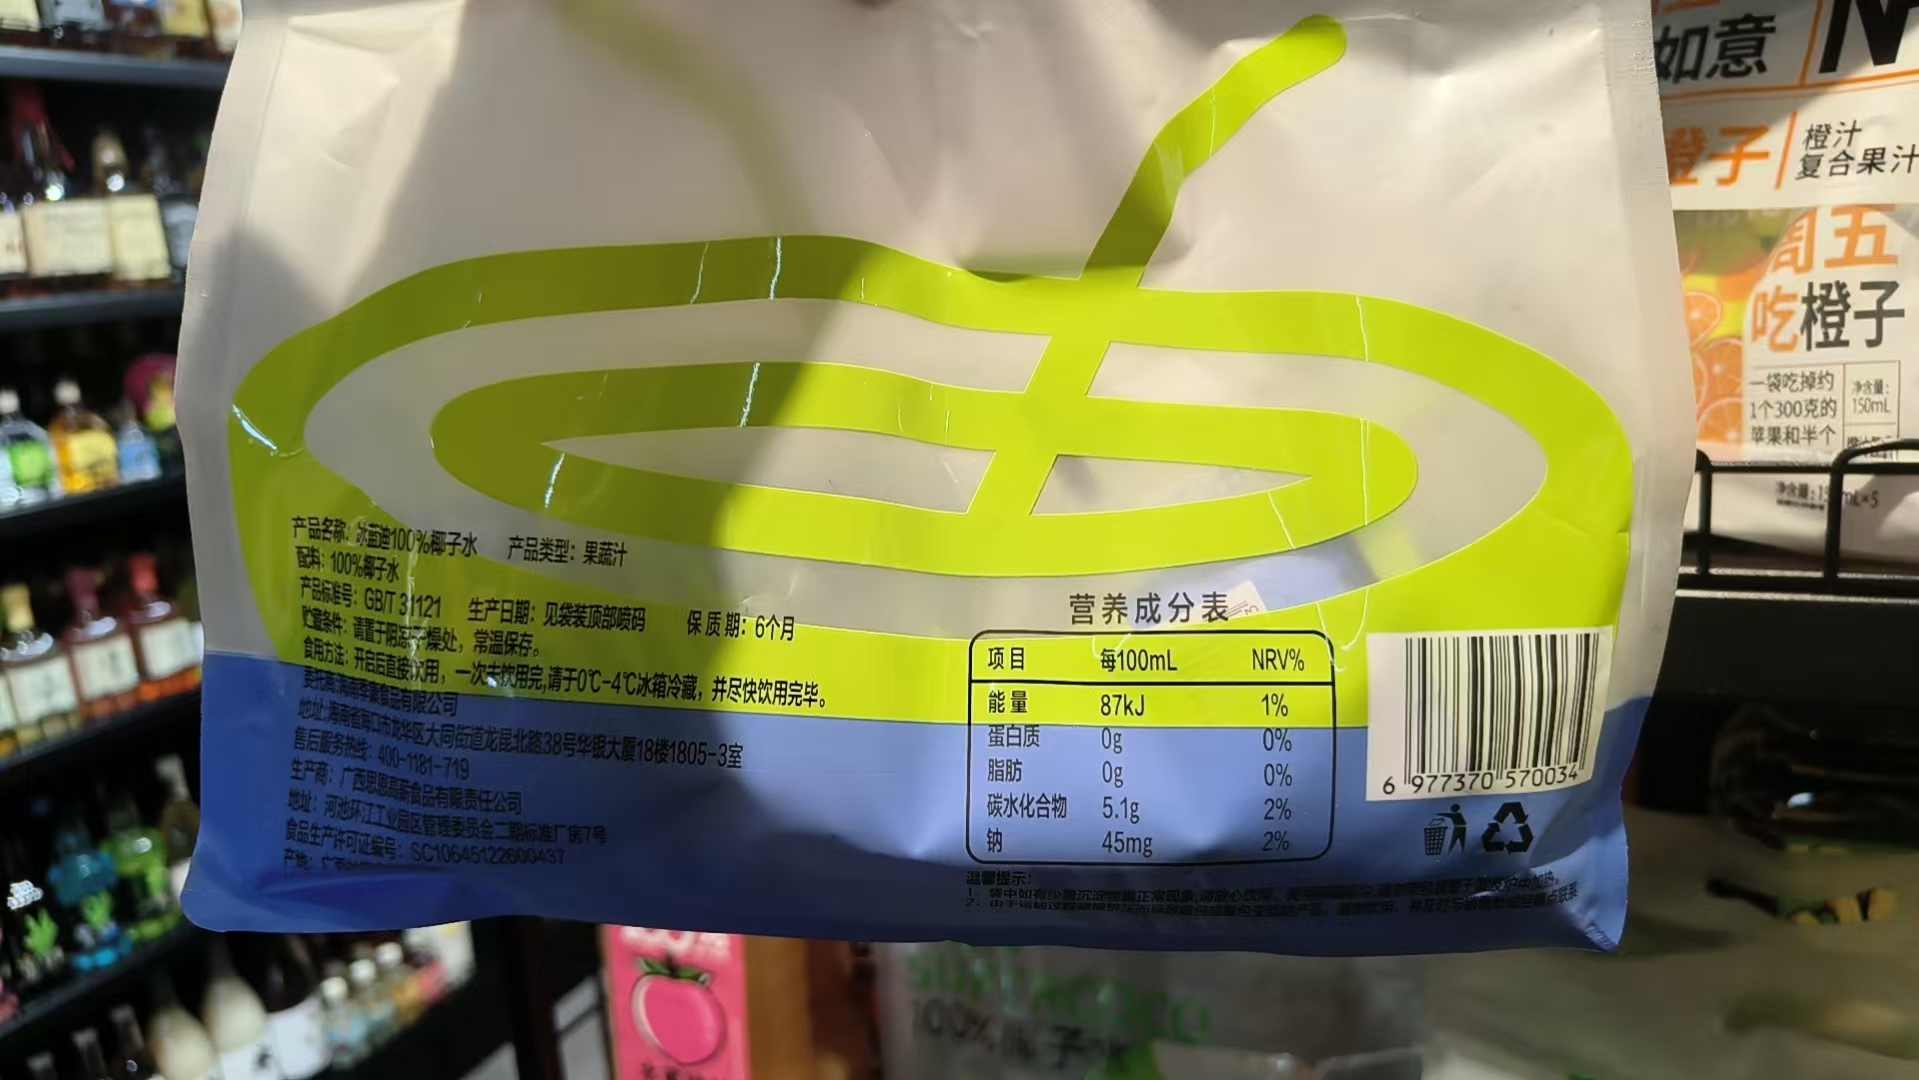 产品名称：冰蓝迪100%椰子水 产品类型：果蔬汁
配料：100%椰子水
产品标准号：GB/T 31121 生产日期：见袋装顶部喷码 保质期：6个月
贮藏条件：请置于阴凉干燥处，常温保存。
食用方法：开启后直接饮用，一次未饮用完,请于0℃-4℃冰箱冷藏，并尽快饮用完毕。
食品有限公司
地址:海南省海口市龙华区大同街道龙昆北路38号华银大厦18楼1805-3室
售后服务热线：400-1181-719
生产商：广西思恩高新食品有限责任公司
地址：河池环江工业园区管理委员会二期标准厂房7号
食品生产许可证编号：SC10645122600437
营养成分表
项目 每100mL NRV%
能量 87kJ 1%
蛋白质 0g 0%
脂肪 0g 0%
碳水化合物 5.1g 2%
钠 45mg 2%
6 977370 570034
温馨提示：
如意
橙子
橙汁
复合果汁
周五
吃橙子
一袋吃掉约
1个300克的
苹果和半个
净含量：
150mL
100%椰子水